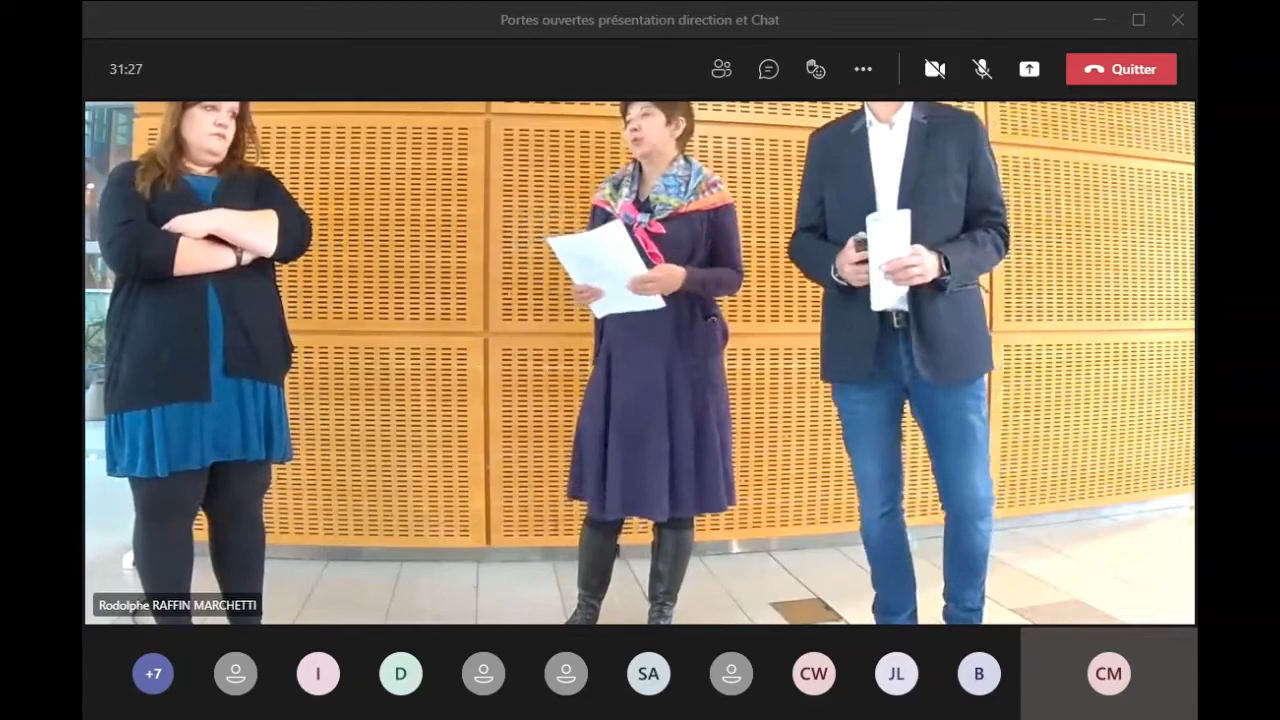 Portes ouvertes présentation direction et Chat
31:27
Quitter
Rodolphe RAFFIN MARCHETTI
+7
I
D
SA
CW
JL
B
CM